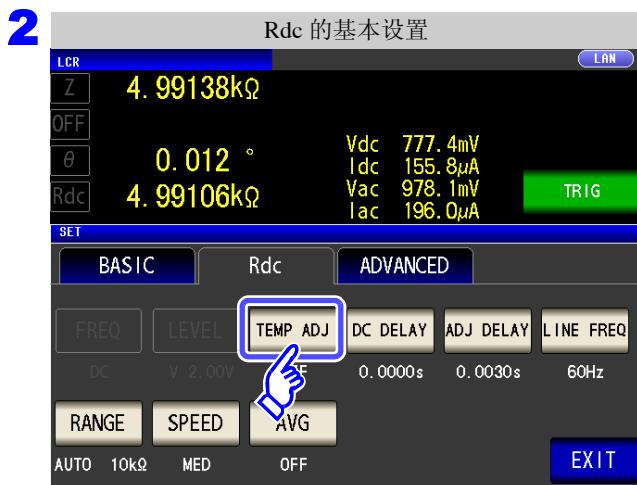 2
Rdc 的基本设置
LCR
LAN
Z 4.99138kΩ
OFF
θ 0.012 °
Rdc 4.99106kΩ
Vdc 777.4mV
Idc 155.8μA
Vac 978.1mV
Iac 196.0μA
TRIG
SET
BASIC Rdc ADVANCED
FREQ LEVEL TEMP ADJ DC DELAY ADJ DELAY LINE FREQ
DC V 2.00V 0.0000s 0.0030s 60Hz
RANGE SPEED AVG
AUTO 10kΩ MED OFF
EXIT